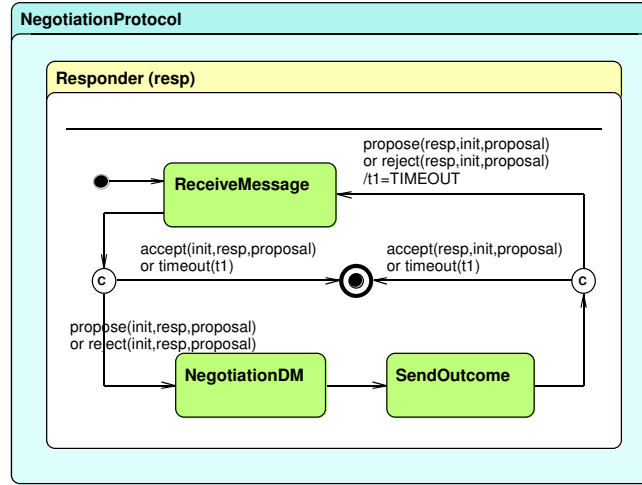 NegotiationProtocol
Responder (resp)
propose(resp,init,proposal)
or reject(resp,init,proposal)
/t1=TIMEOUT
ReceiveMessage
accept(init,resp,proposal)
or timeout(t1)
accept(resp,init,proposal)
or timeout(t1)
C
C
propose(init,resp,proposal)
or reject(init,resp,proposal)
NegotiationDM
SendOutcome